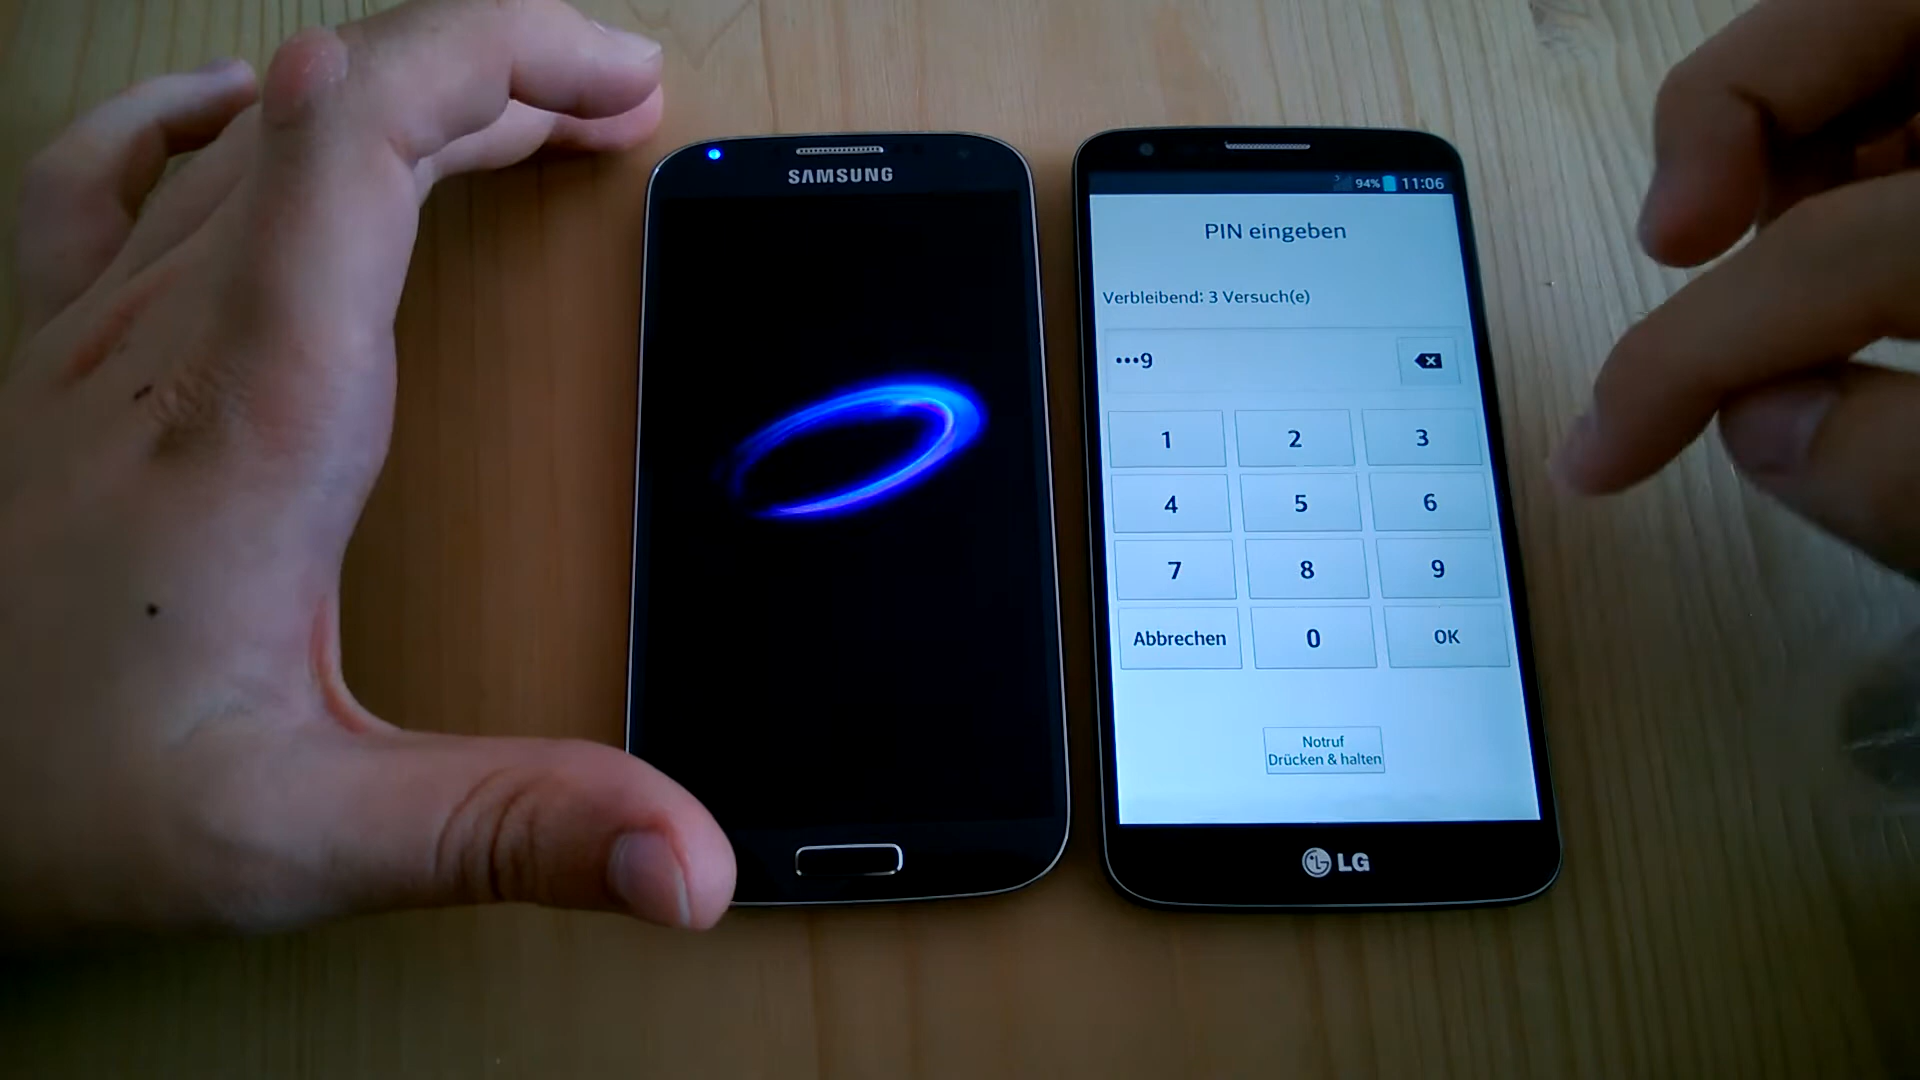 SAMSUNG
94% 11:06
PIN eingeben
Verbleibend: 3 Versuch(e)
•••9
1 2 3
4 5 6
7 8 9
Abbrechen 0 OK
Notruf
Drücken & halten
LG